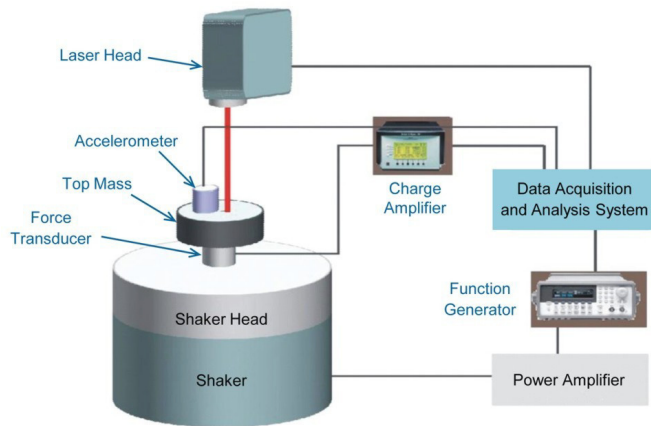 Laser Head
Accelerometer
Top Mass
Force
Transducer
Charge
Amplifier
Data Acquisition
and Analysis System
Function
Generator
Shaker Head
Shaker
Power Amplifier